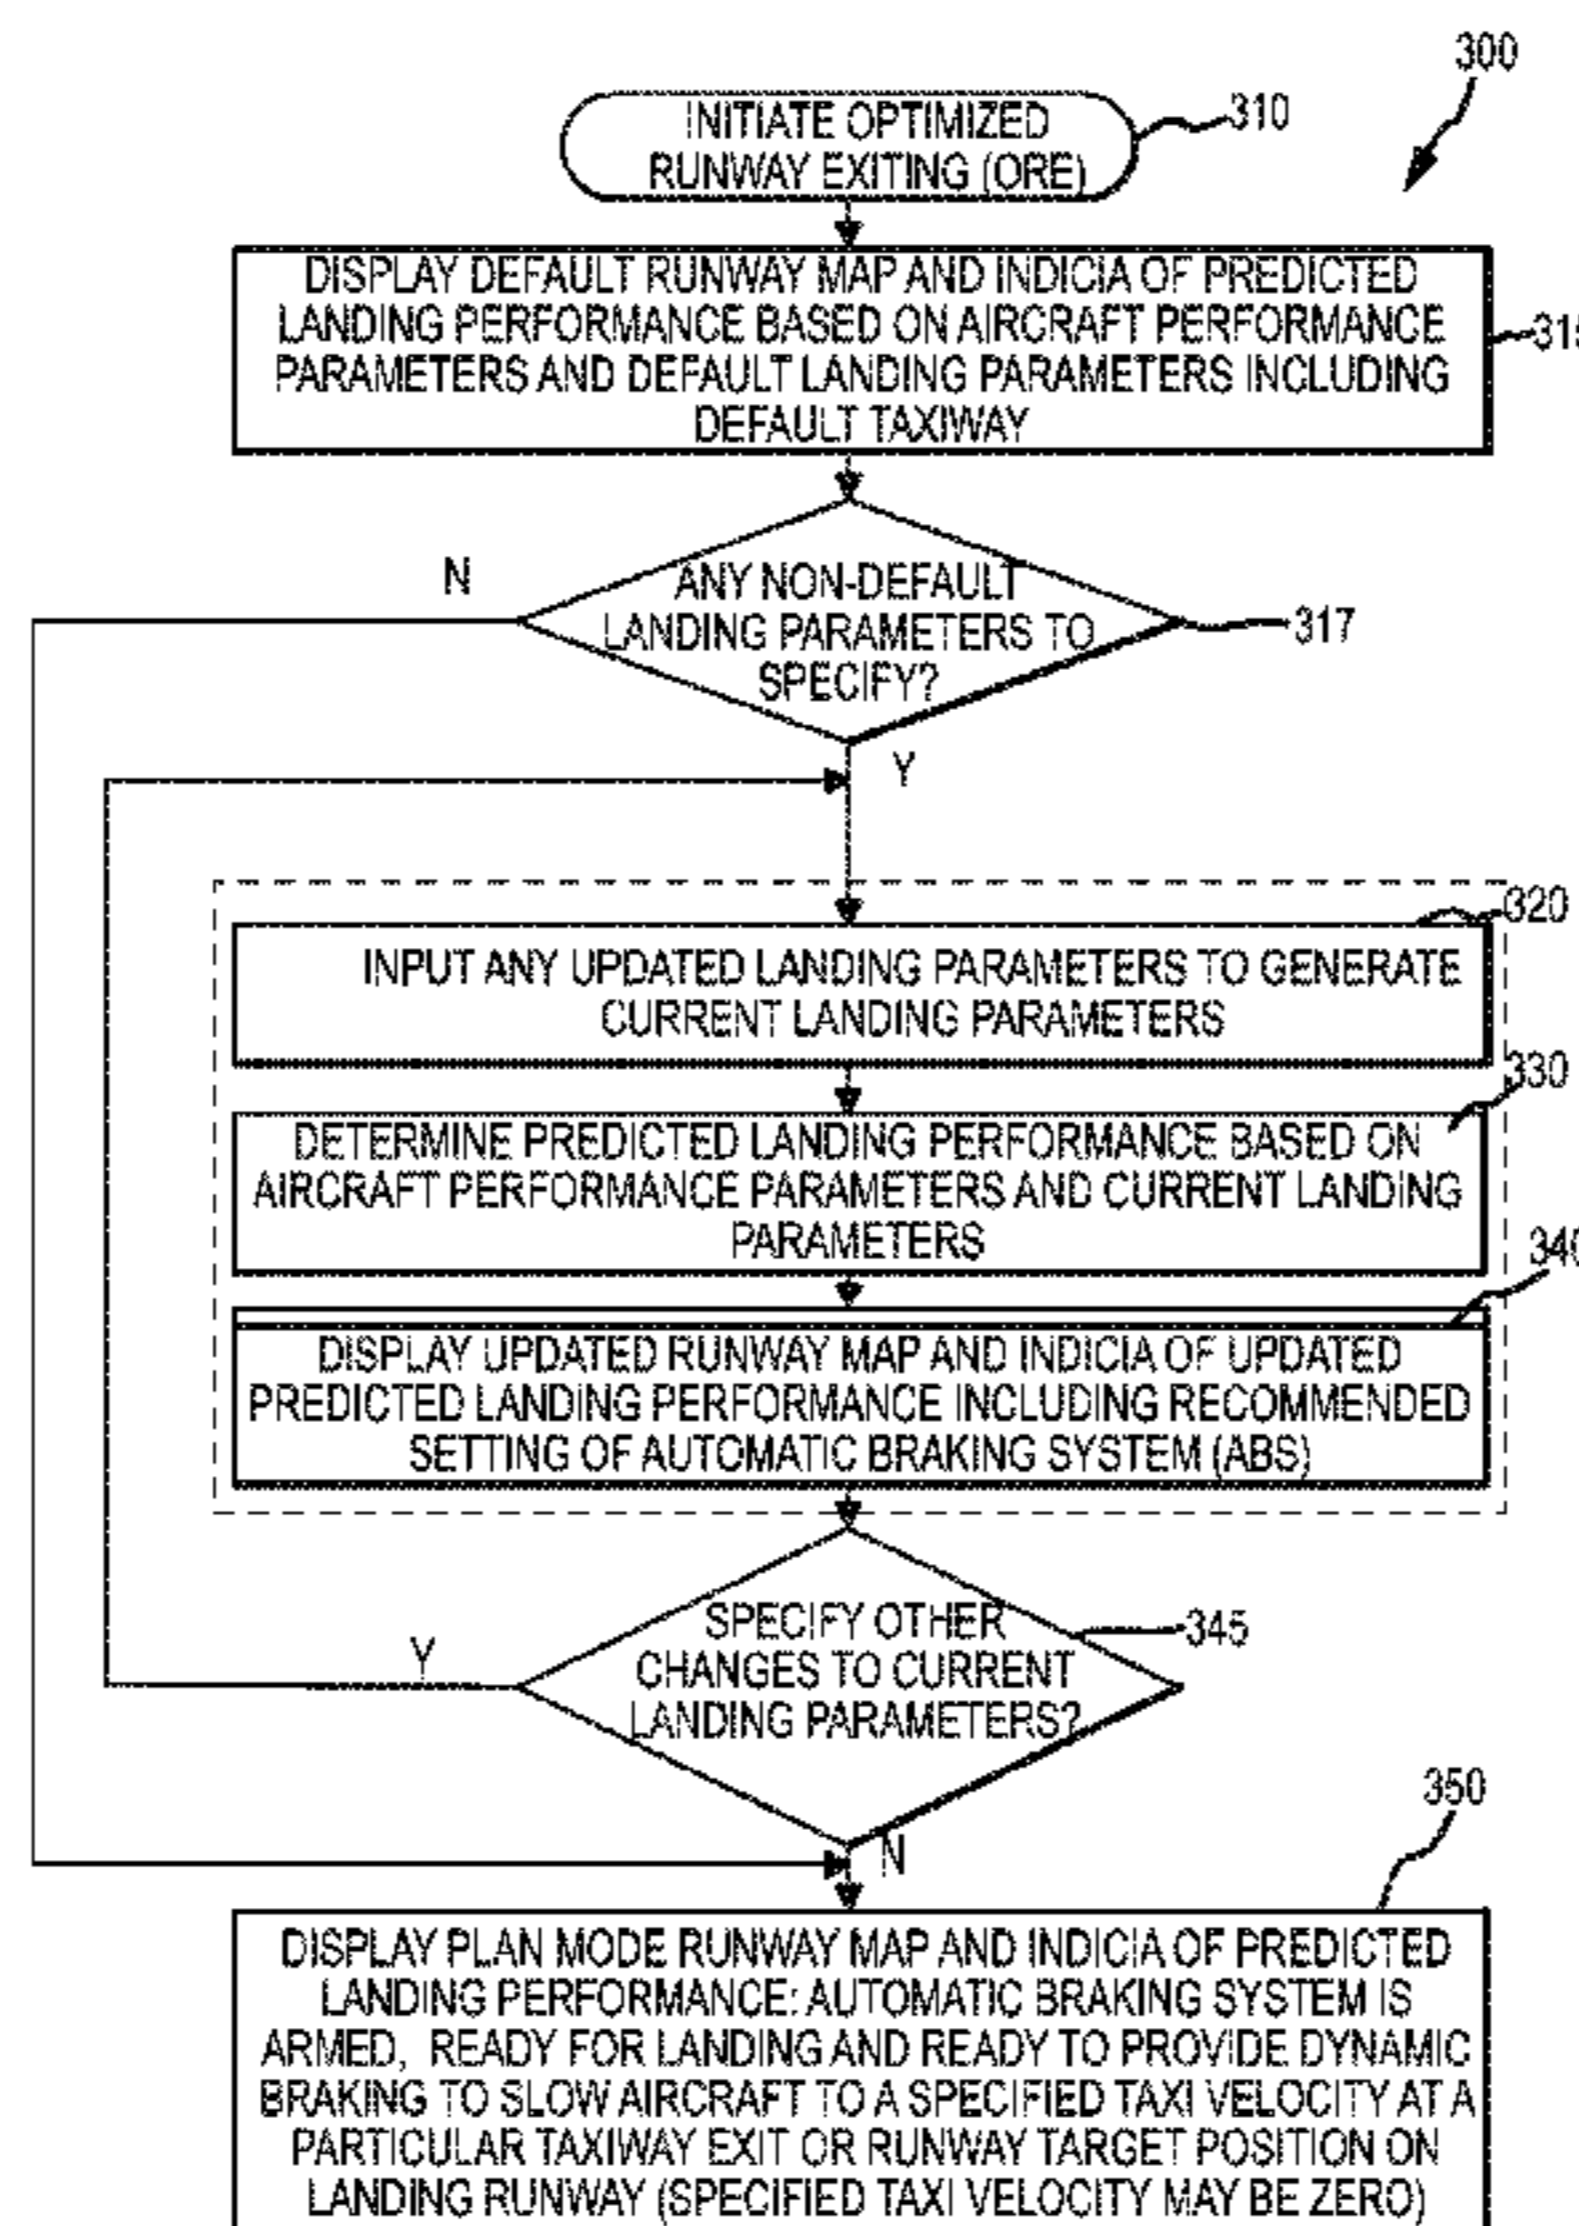 300
INITIATE OPTIMIZED
RUNWAY EXITING (ORE)
310
DISPLAY DEFAULT RUNWAY MAP AND INDICIA OF PREDICTED
LANDING PERFORMANCE BASED ON AIRCRAFT PERFORMANCE
PARAMETERS AND DEFAULT LANDING PARAMETERS INCLUDING
DEFAULT TAXIWAY
N
ANY NON-DEFAULT
LANDING PARAMETERS TO
SPECIFY?
317
Y
320
INPUT ANY UPDATED LANDING PARAMETERS TO GENERATE
CURRENT LANDING PARAMETERS
330
DETERMINE PREDICTED LANDING PERFORMANCE BASED ON
AIRCRAFT PERFORMANCE PARAMETERS AND CURRENT LANDING
PARAMETERS
340
DISPLAY UPDATED RUNWAY MAP AND INDICIA OF UPDATED
PREDICTED LANDING PERFORMANCE INCLUDING RECOMMENDED
SETTING OF AUTOMATIC BRAKING SYSTEM (ABS)
Y
SPECIFY OTHER
CHANGES TO CURRENT
LANDING PARAMETERS?
345
N
350
DISPLAY PLAN MODE RUNWAY MAP AND INDICIA OF PREDICTED
LANDING PERFORMANCE: AUTOMATIC BRAKING SYSTEM IS
ARMED, READY FOR LANDING AND READY TO PROVIDE DYNAMIC
BRAKING TO SLOW AIRCRAFT TO A SPECIFIED TAXI VELOCITY AT A
PARTICULAR TAXIWAY EXIT OR RUNWAY TARGET POSITION ON
LANDING RUNWAY (SPECIFIED TAXI VELOCITY MAY BE ZERO)